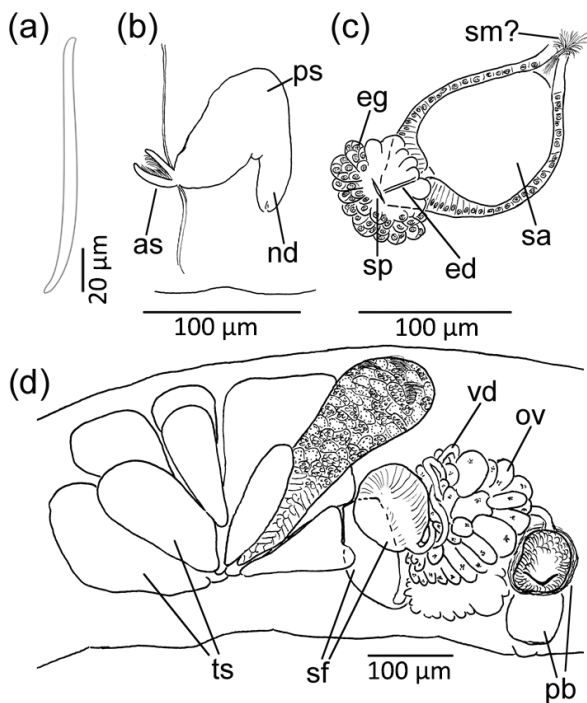 (a)
(b)
(c)
sm?
ps
eg
as
nd
sp
ed
sa
20 µm
100 µm
100 µm
(d)
vd
ov
ts
sf
pb
100 µm